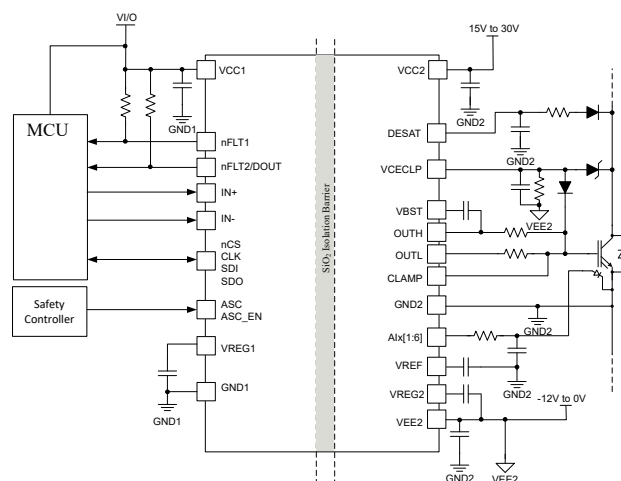 VI/O
15V to 30V
VCC1
VCC2
GND1
GND2
MCU
DESAT
nFLT1
GND2
nFLT2/DOUT
VCECLP
IN+
VBST
VEE2
IN-
OUTH
SiO2 Isolation Barrier
nCS
OUTL
CLK
SDI
SDO
CLAMP
Safety
Controller
ASC
ASC_EN
GND2
GND2
AIx[1:6]
VREG1
VREF
GND2
GND1
VREG2
-12V to 0V
GND1
VEE2
GND2
VEE2